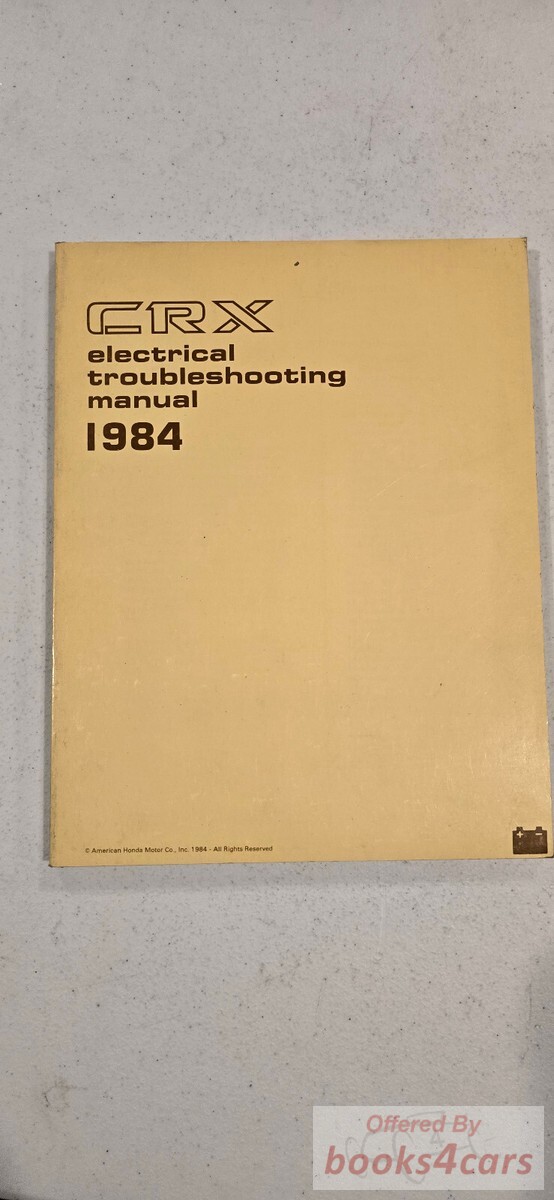 CRX
electrical
troubleshooting
manual
1984
© American Honda Motor Co., Inc. 1984 - All Rights Reserved
+ -
Offered By
books4cars